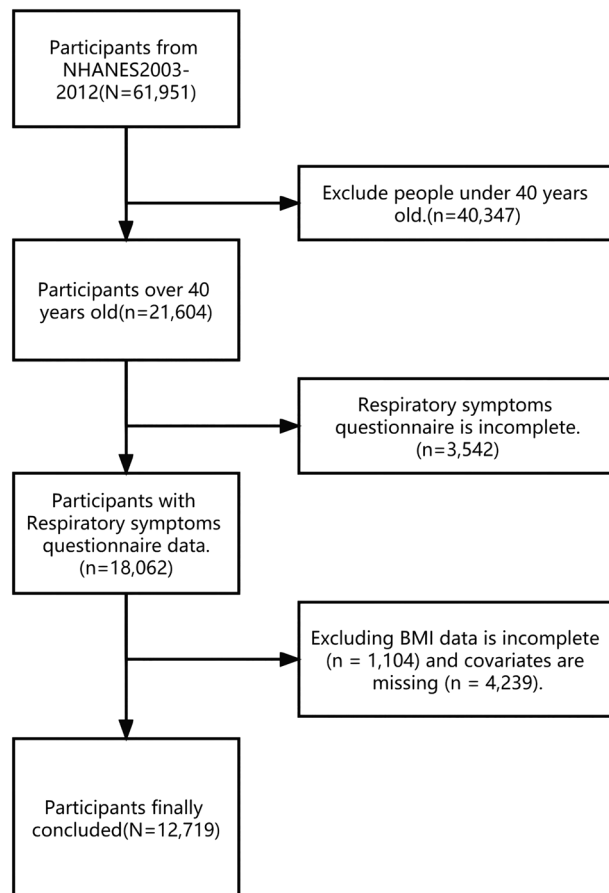 Participants from
NHANES2003-
2012(N=61,951)
Exclude people under 40 years
old.(n=40,347)
Participants over 40
years old(n=21,604)
Respiratory symptoms
questionnaire is incomplete.
(n=3,542)
Participants with
Respiratory symptoms
questionnaire data.
(n=18,062)
Excluding BMI data is incomplete
(n = 1,104) and covariates are
missing (n = 4,239).
Participants finally
concluded(N=12,719)